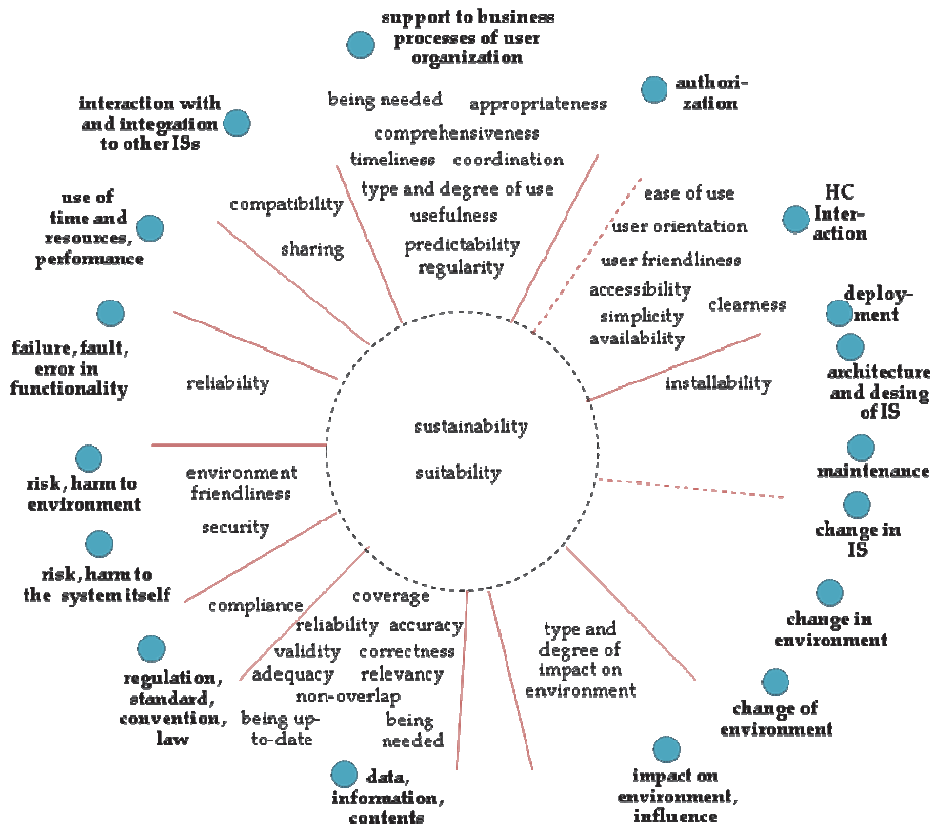 support to business
processes of user
organization
authori-
zation
interaction with
and integration
to other ISs
being needed
appropriateness
comprehensiveness
timeliness
coordination
type and degree of use
usefulness
predictability
regularity
use of
time and
resources,
performance
compatibility
sharing
ease of use
user orientation
user friendliness
accessibility
simplicity
availability
clearness
HC
Inter-
action
deploy-
ment
failure, fault,
error in
functionality
reliability
installability
architecture
and desing
of IS
sustainability
suitability
maintenance
risk, harm to
environment
environment
friendliness
security
change in
IS
risk, harm to
the system itself
compliance
coverage
reliability
accuracy
validity
correctness
adequacy
relevancy
non-overlap
being up-
to-date
being
needed
type and
degree of
impact on
environment
change in
environment
regulation,
standard,
convention,
law
change of
environment
data,
information,
contents
impact on
environment,
influence